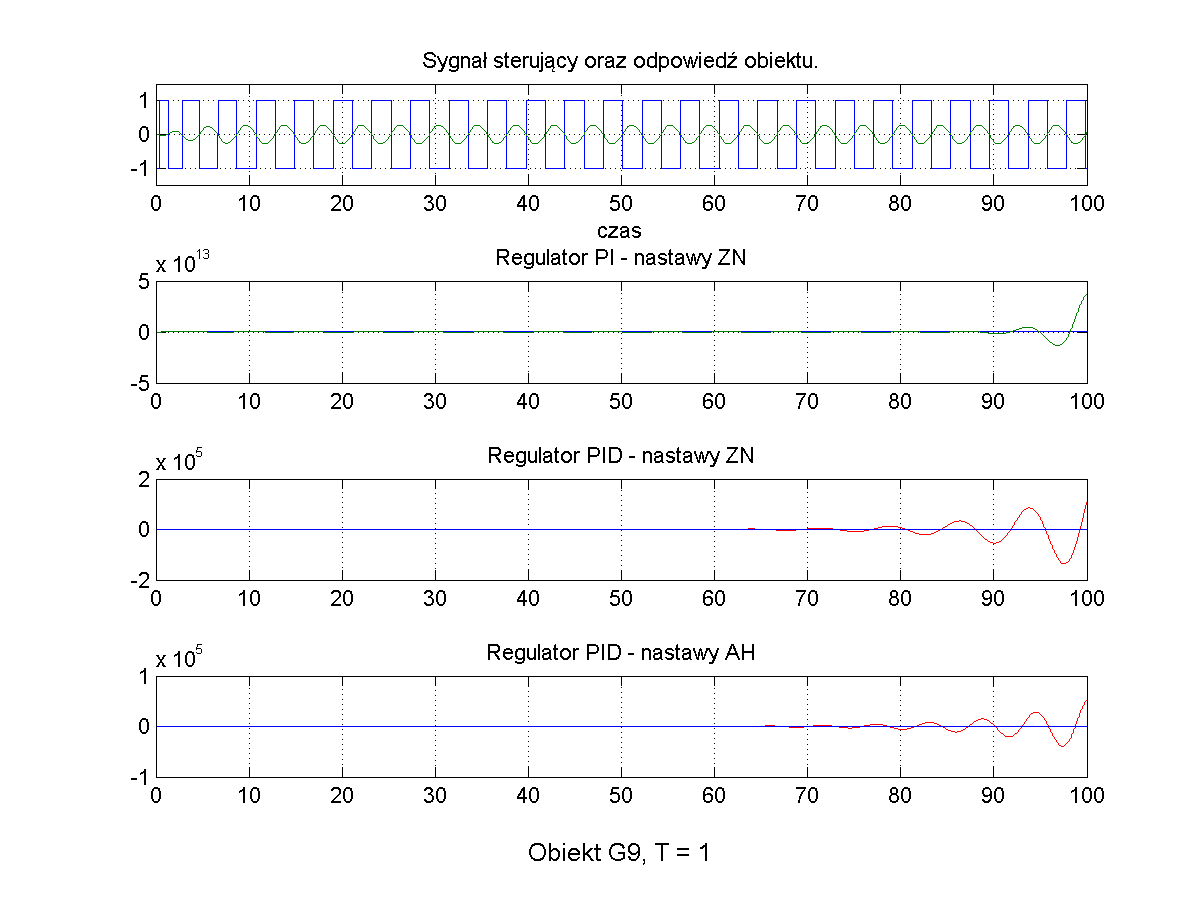 Sygnał sterujący oraz odpowiedź obiektu.
1
0
-1
0 10 20 30 40 50 60 70 80 90 100
czas
Regulator PI - nastawy ZN
x 10^13
5
0
-5
0 10 20 30 40 50 60 70 80 90 100
Regulator PID - nastawy ZN
x 10^5
2
0
-2
0 10 20 30 40 50 60 70 80 90 100
Regulator PID - nastawy AH
x 10^5
1
0
-1
0 10 20 30 40 50 60 70 80 90 100
Obiekt G9, T = 1